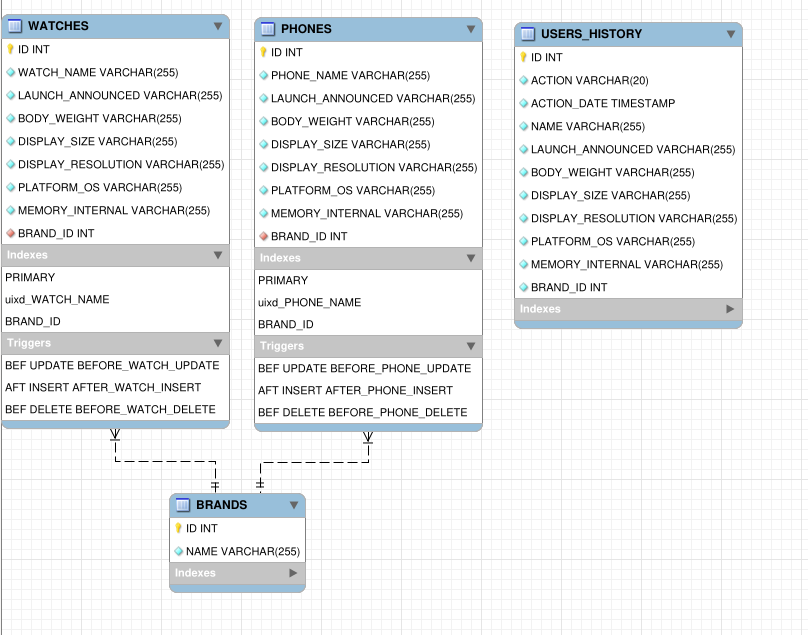 WATCHES
ID INT
WATCH_NAME VARCHAR(255)
LAUNCH_ANNOUNCED VARCHAR(255)
BODY_WEIGHT VARCHAR(255)
DISPLAY_SIZE VARCHAR(255)
DISPLAY_RESOLUTION VARCHAR(255)
PLATFORM_OS VARCHAR(255)
MEMORY_INTERNAL VARCHAR(255)
BRAND_ID INT
Indexes
PRIMARY
uixd_WATCH_NAME
BRAND_ID
Triggers
BEF UPDATE BEFORE_WATCH_UPDATE
AFT INSERT AFTER_WATCH_INSERT
BEF DELETE BEFORE_WATCH_DELETE
PHONES
ID INT
PHONE_NAME VARCHAR(255)
LAUNCH_ANNOUNCED VARCHAR(255)
BODY_WEIGHT VARCHAR(255)
DISPLAY_SIZE VARCHAR(255)
DISPLAY_RESOLUTION VARCHAR(255)
PLATFORM_OS VARCHAR(255)
MEMORY_INTERNAL VARCHAR(255)
BRAND_ID INT
Indexes
PRIMARY
uixd_PHONE_NAME
BRAND_ID
Triggers
BEF UPDATE BEFORE_PHONE_UPDATE
AFT INSERT AFTER_PHONE_INSERT
BEF DELETE BEFORE_PHONE_DELETE
USERS_HISTORY
ID INT
ACTION VARCHAR(20)
ACTION_DATE TIMESTAMP
NAME VARCHAR(255)
LAUNCH_ANNOUNCED VARCHAR(255)
BODY_WEIGHT VARCHAR(255)
DISPLAY_SIZE VARCHAR(255)
DISPLAY_RESOLUTION VARCHAR(255)
PLATFORM_OS VARCHAR(255)
MEMORY_INTERNAL VARCHAR(255)
BRAND_ID INT
Indexes
BRANDS
ID INT
NAME VARCHAR(255)
Indexes